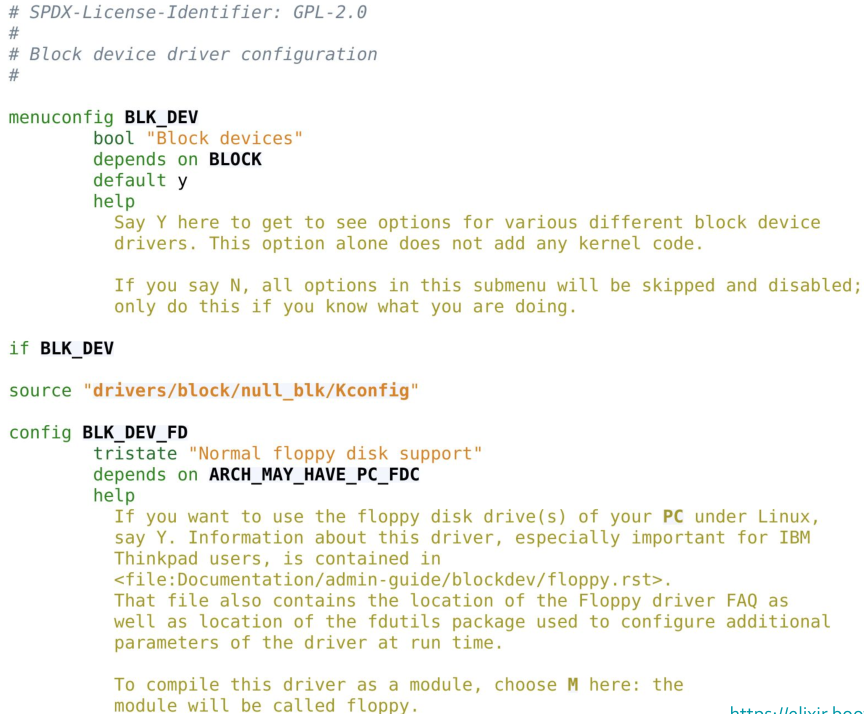 # SPDX-License-Identifier: GPL-2.0
#
# Block device driver configuration
#
menuconfig BLK_DEV
bool "Block devices"
depends on BLOCK
default y
help
Say Y here to get to see options for various different block device
drivers. This option alone does not add any kernel code.
If you say N, all options in this submenu will be skipped and disabled;
only do this if you know what you are doing.
if BLK_DEV
source "drivers/block/null_blk/Kconfig"
config BLK_DEV_FD
tristate "Normal floppy disk support"
depends on ARCH_MAY_HAVE_PC_FDC
help
If you want to use the floppy disk drive(s) of your PC under Linux,
say Y. Information about this driver, especially important for IBM
Thinkpad users, is contained in
<file:Documentation/admin-guide/blockdev/floppy.rst>.
That file also contains the location of the Floppy driver FAQ as
well as location of the fdutils package used to configure additional
parameters of the driver at run time.
To compile this driver as a module, choose M here: the
module will be called floppy.